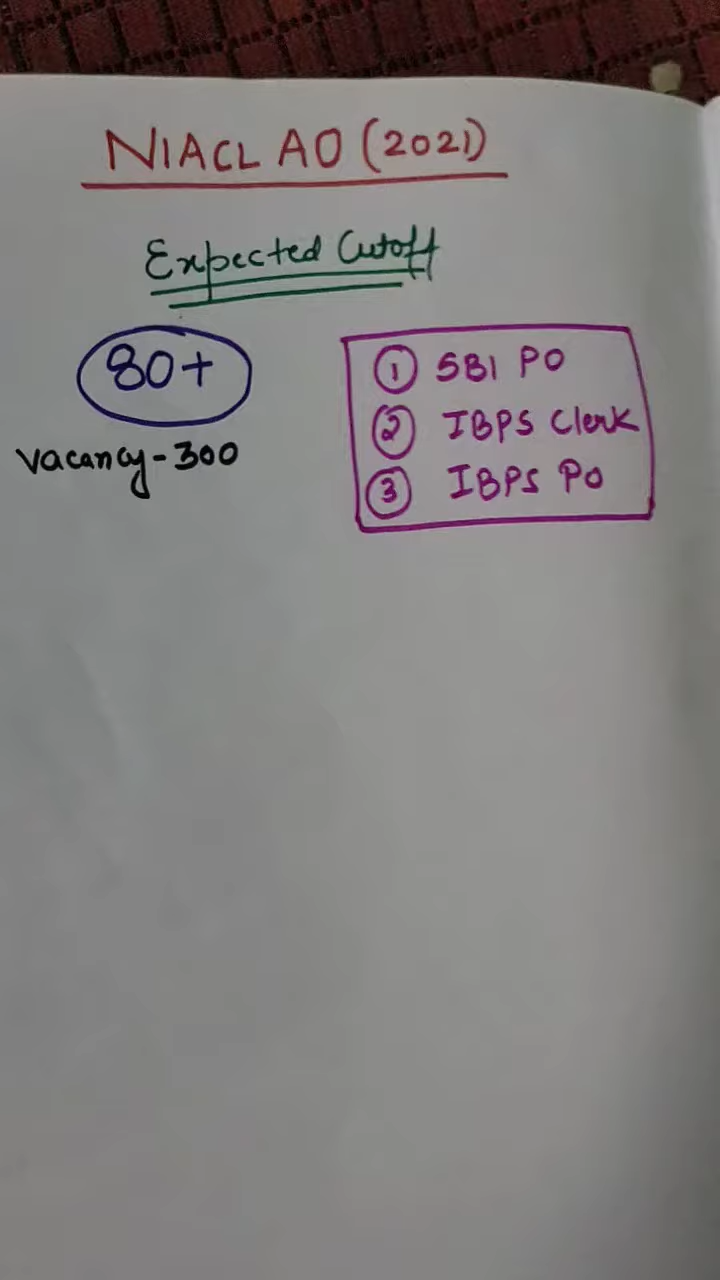 NIACL AO (2021)
Expected Cutoff
80+
Vacancy - 300
① SBI PO
② IBPS Clerk
③ IBPS PO